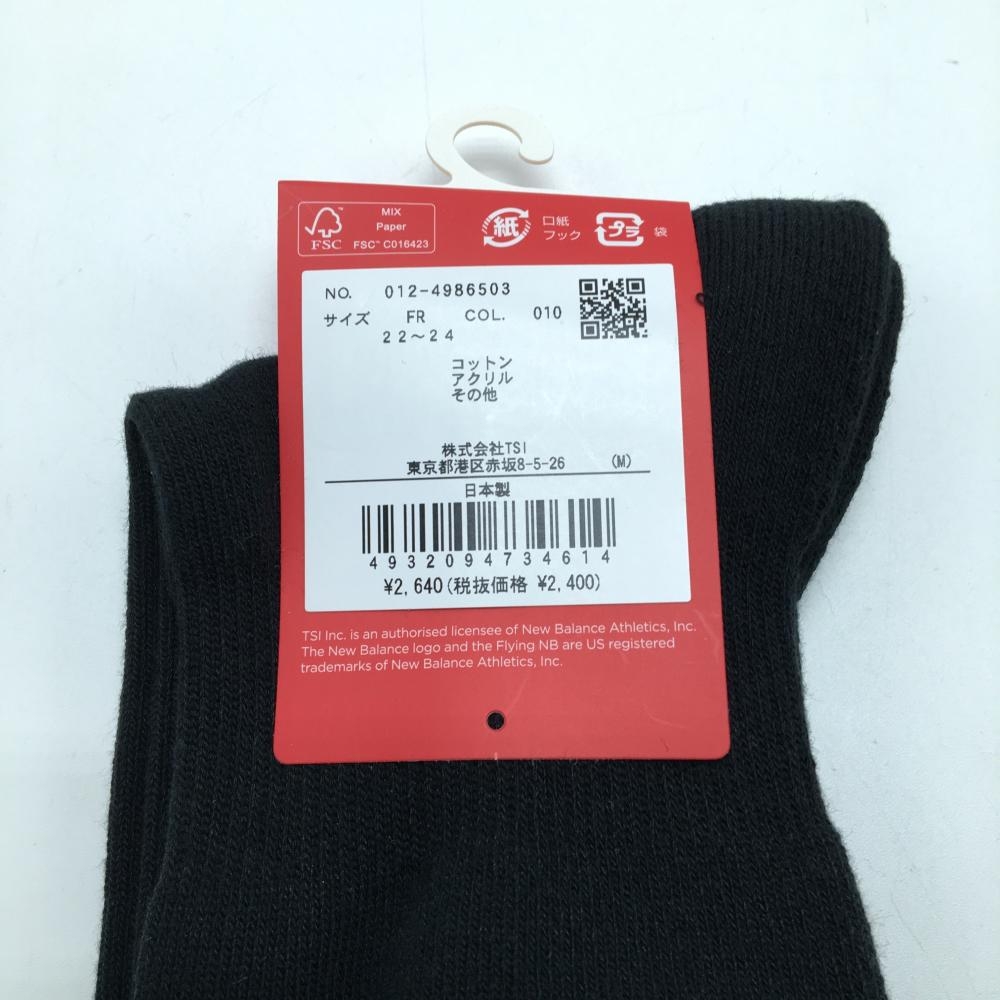 FSC
MIX
Paper
FSC™ C016423
紙
口紙
フック
プラ
袋
NO. 012-4986503
サイズ FR COL. 010
22~24
コットン
アクリル
その他
株式会社TSI
東京都港区赤坂8-5-26 (M)
日本製
4932094734614
¥2,640(税抜価格 ¥2,400)
TSI Inc. is an authorised licensee of New Balance Athletics, Inc.
The New Balance logo and the Flying NB are US registered
trademarks of New Balance Athletics, Inc.